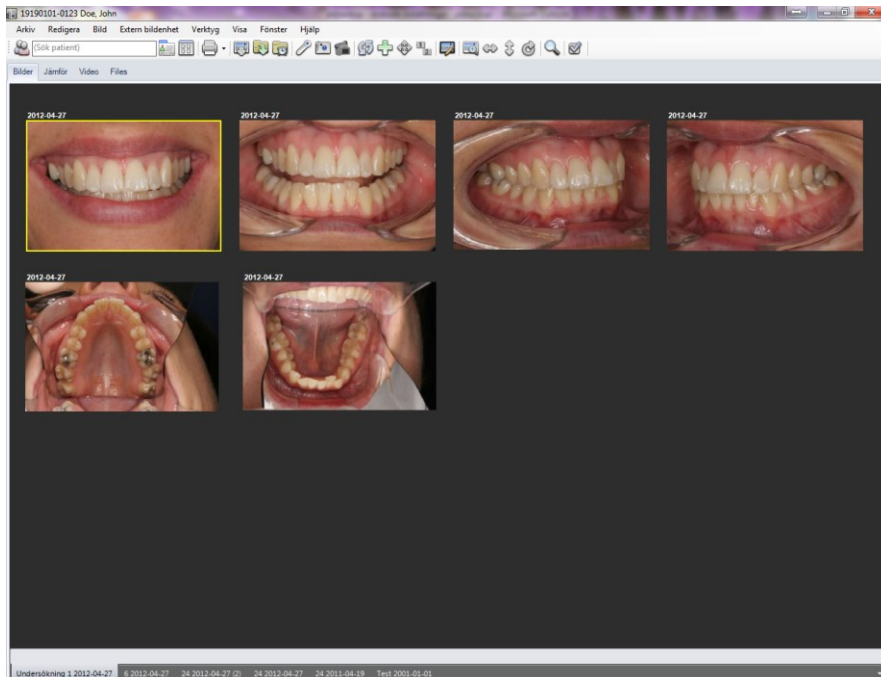 19190101-0123 Doe, John
Arkiv Redigera Bild Extern bildenhet Verktyg Visa Fönster Hjälp
(Sök patient)
Bilder Jämför Video Files
2012-04-27 2012-04-27 2012-04-27 2012-04-27
2012-04-27 2012-04-27
Undersökning 1 2012-04-27 6 2012-04-27 24 2012-04-27 (2) 24 2012-04-27 24 2011-04-19 Test 2001-01-01